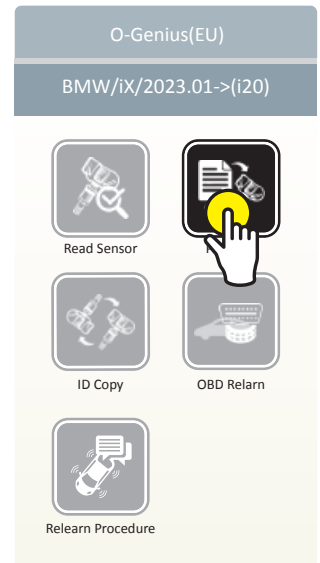 O-Genius(EU)
BMW/iX/2023.01->(i20)
Read Sensor
ID Copy
OBD Relarn
Relearn Procedure